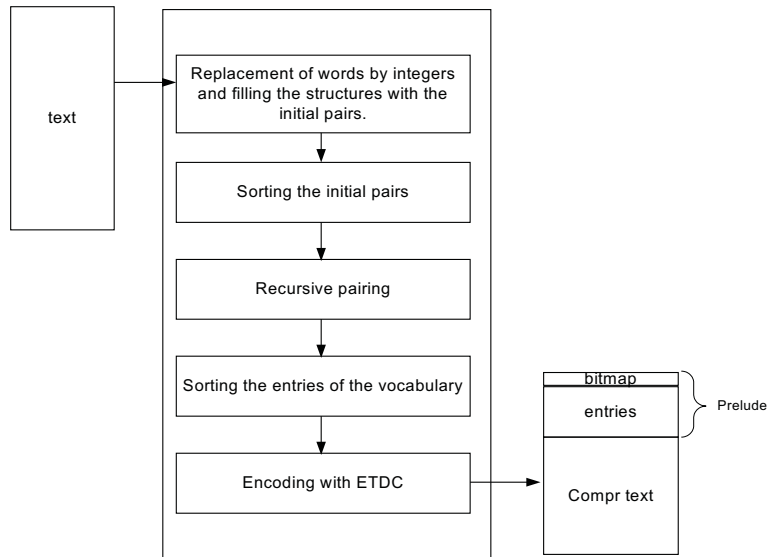 text
Replacement of words by integers
and filling the structures with the
initial pairs.
Sorting the initial pairs
Recursive pairing
Sorting the entries of the vocabulary
Encoding with ETDC
bitmap
entries
Prelude
Compr text